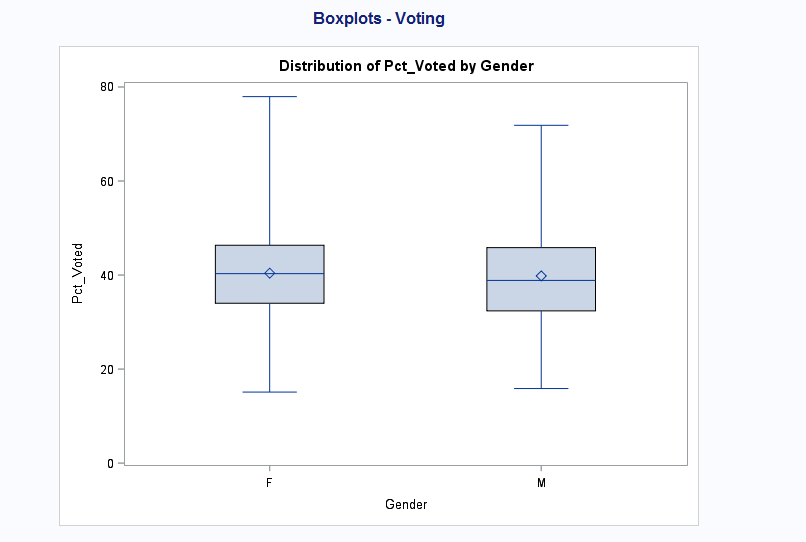 Boxplots - Voting
Distribution of Pct_Voted by Gender
80
60
40
20
0
Pct_Voted
F
M
Gender